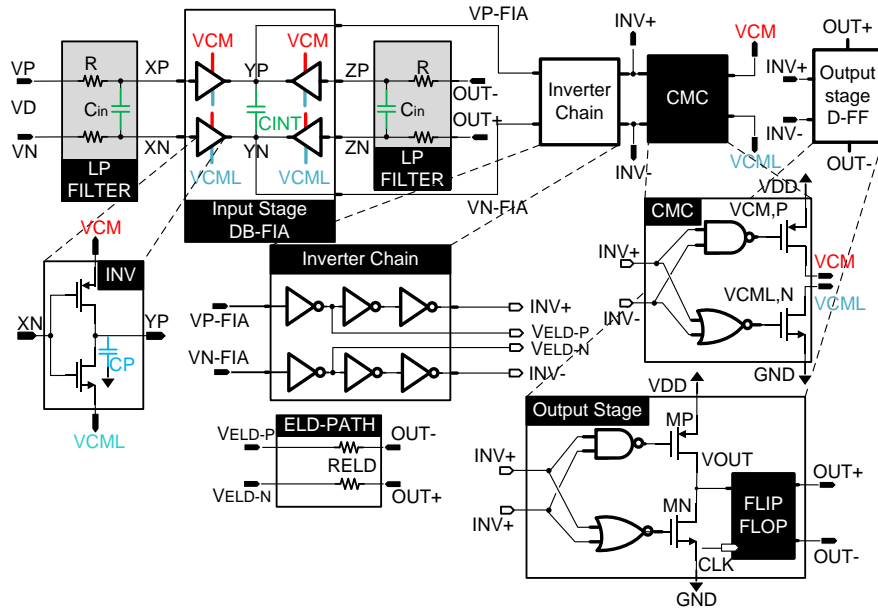 VP-FIA
VP
VD
VN
R
Cin
LP
FILTER
XP
XN
VCM
VCM
YP
YN
CINT
VCML
VCML
Input Stage
DB-FIA
ZP
ZN
R
Cin
LP
FILTER
OUT-
OUT+
VN-FIA
Inverter
Chain
INV+
INV-
CMC
VCM
VCML
INV+
INV-
OUT+
Output
stage
D-FF
OUT-
VCM
INV
XN
YP
CP
VCML
Inverter Chain
VP-FIA
VN-FIA
INV+
VELD-P
VELD-N
INV-
CMC
VDD
VCM,P
INV+
INV-
VCM
VCML
VCML,N
GND
ELD-PATH
VELD-P
OUT-
RELD
VELD-N
OUT+
Output Stage
VDD
MP
INV+
INV+
VOUT
MN
FLIP
FLOP
OUT+
OUT-
CLK
GND